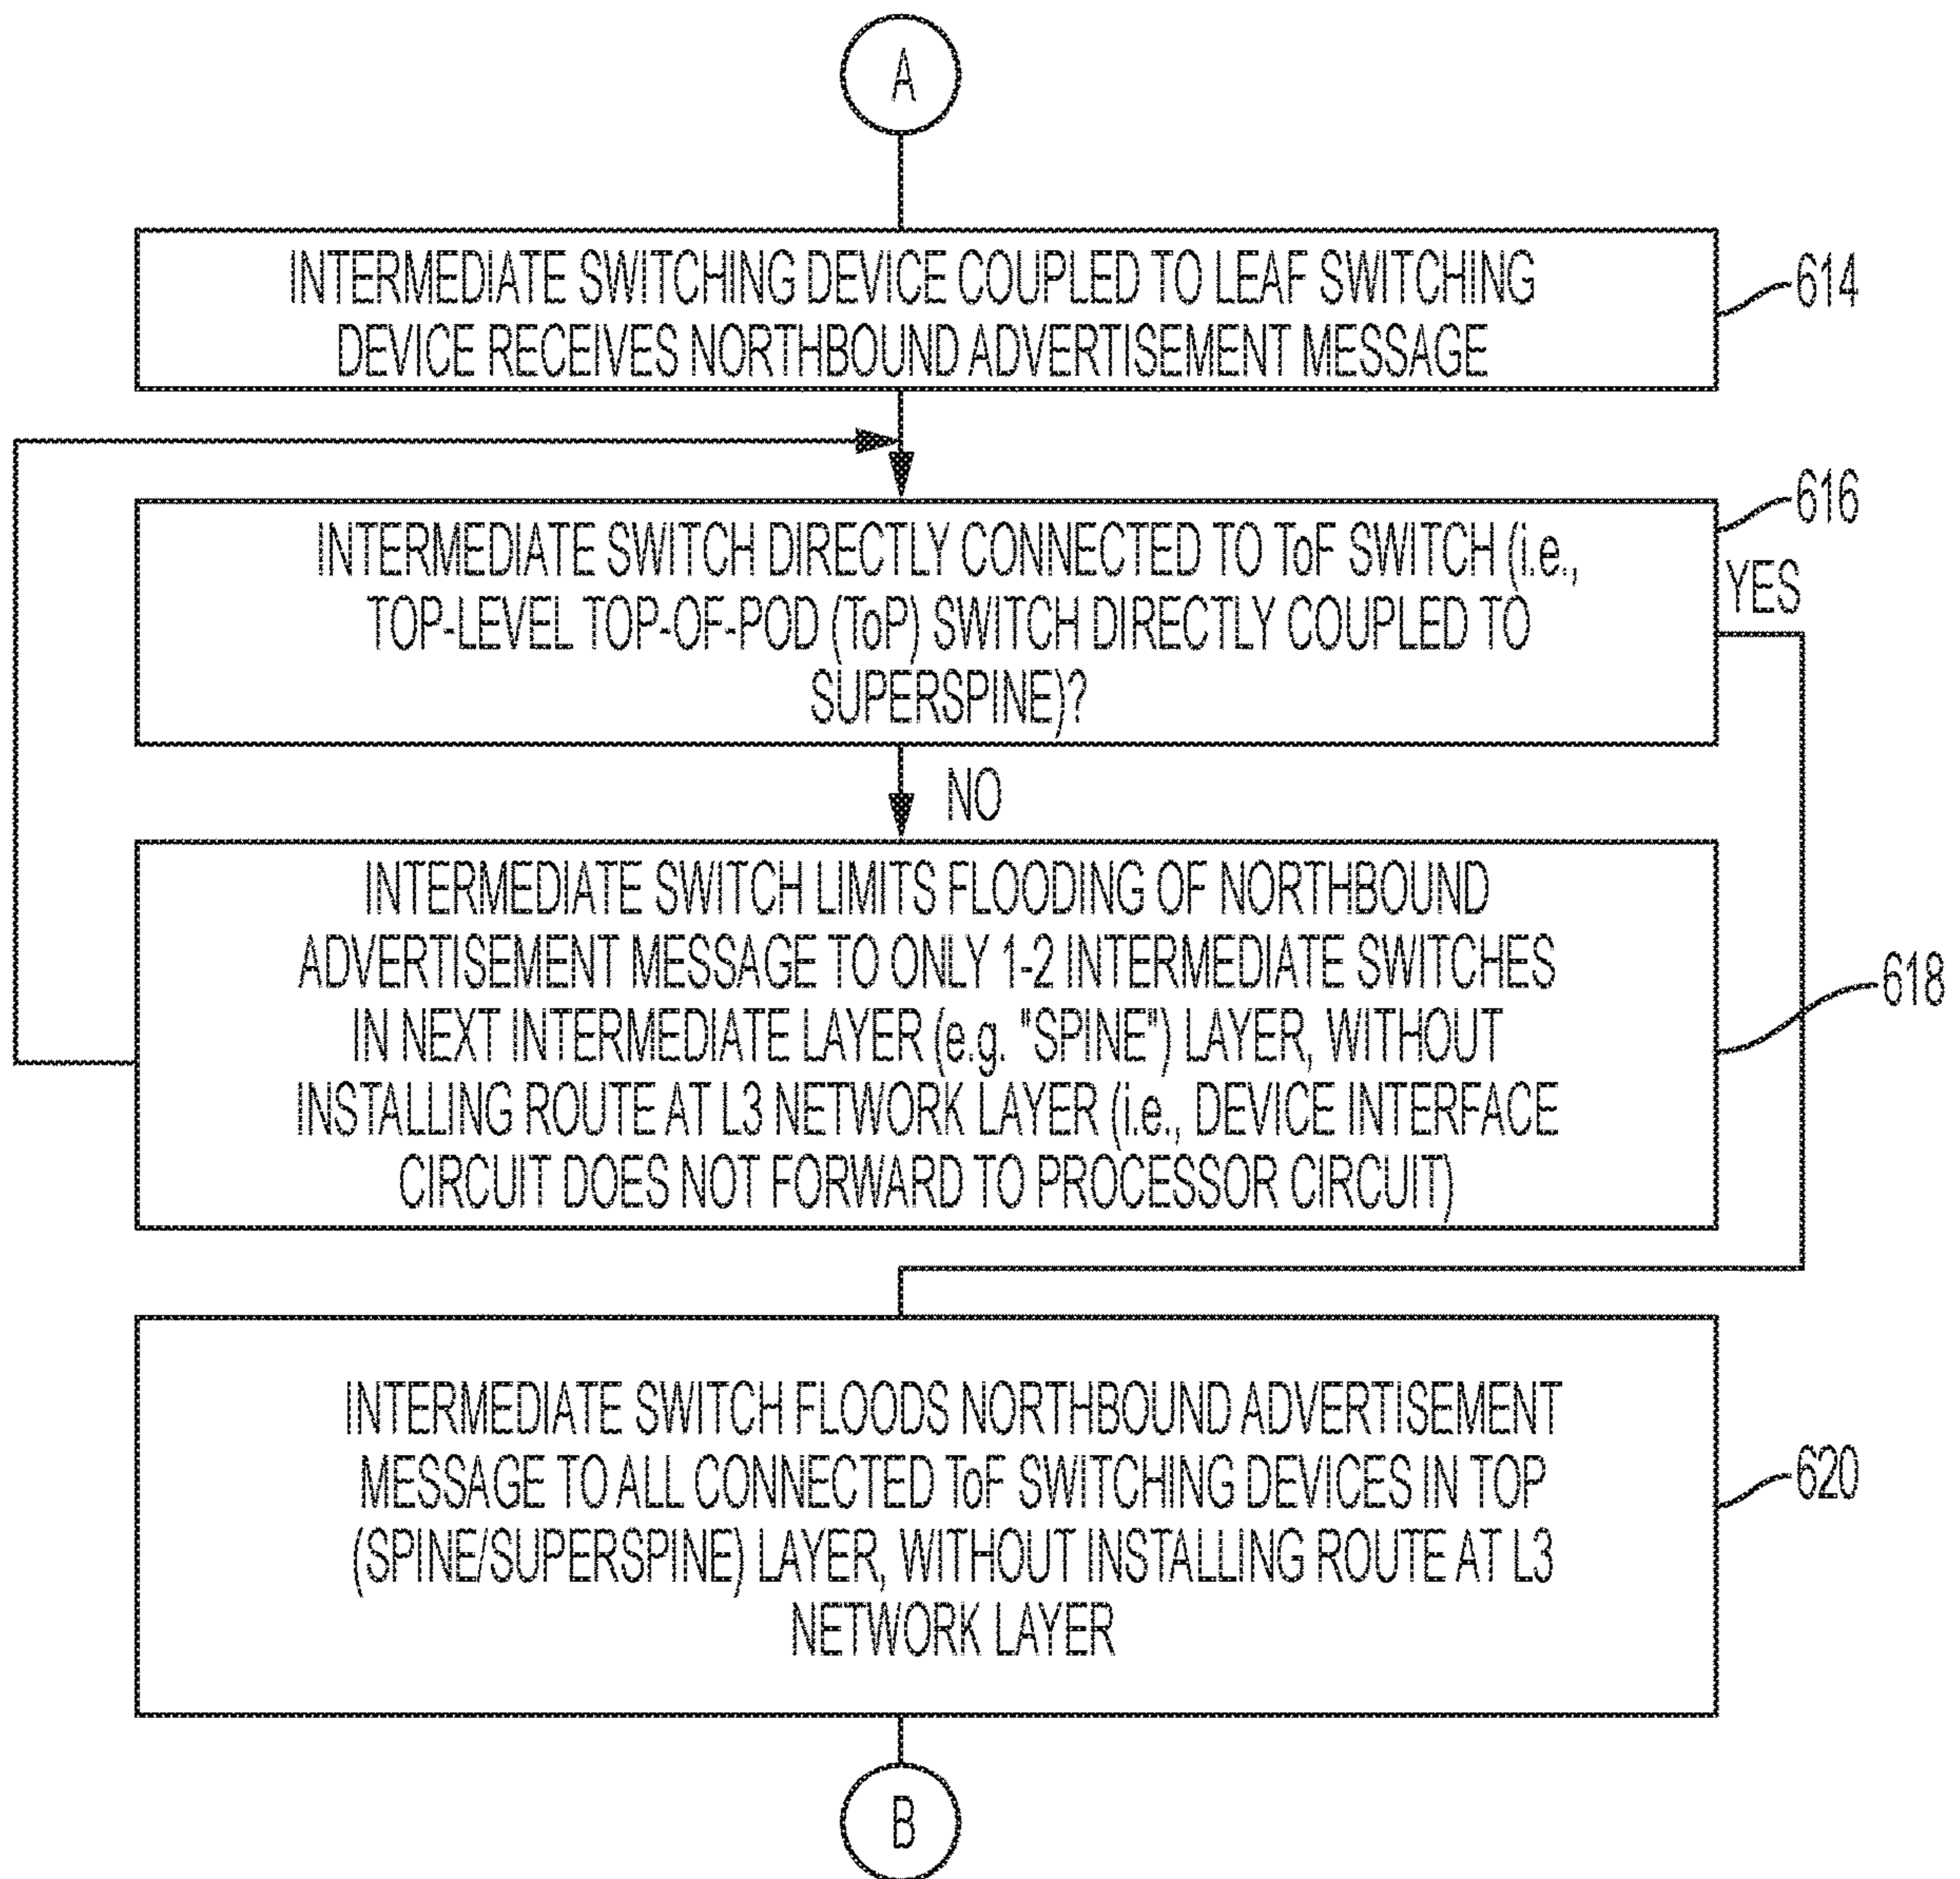 A
INTERMEDIATE SWITCHING DEVICE COUPLED TO LEAF SWITCHING
DEVICE RECEIVES NORTHBOUND ADVERTISEMENT MESSAGE
614
INTERMEDIATE SWITCH DIRECTLY CONNECTED TO ToF SWITCH (i.e.,
TOP-LEVEL TOP-OF-POD (ToP) SWITCH DIRECTLY COUPLED TO
SUPERSPINE)?
616
YES
NO
INTERMEDIATE SWITCH LIMITS FLOODING OF NORTHBOUND
ADVERTISEMENT MESSAGE TO ONLY 1-2 INTERMEDIATE SWITCHES
IN NEXT INTERMEDIATE LAYER (e.g. "SPINE") LAYER, WITHOUT
INSTALLING ROUTE AT L3 NETWORK LAYER (i.e., DEVICE INTERFACE
CIRCUIT DOES NOT FORWARD TO PROCESSOR CIRCUIT)
618
INTERMEDIATE SWITCH FLOODS NORTHBOUND ADVERTISEMENT
MESSAGE TO ALL CONNECTED ToF SWITCHING DEVICES IN TOP
(SPINE/SUPERSPINE) LAYER, WITHOUT INSTALLING ROUTE AT L3
NETWORK LAYER
620
B